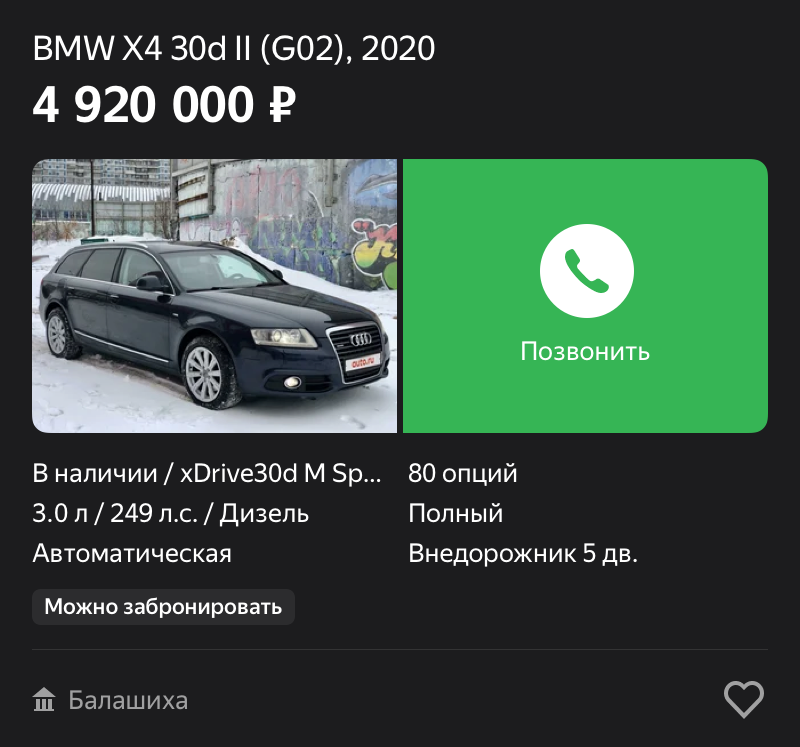 BMW X4 30d II (G02), 2020
4 920 000 ₽
auto.ru
Позвонить
В наличии / xDrive30d M Sp...
80 опций
3.0 л / 249 л.с. / Дизель
Полный
Автоматическая
Внедорожник 5 дв.
Можно забронировать
Балашиха